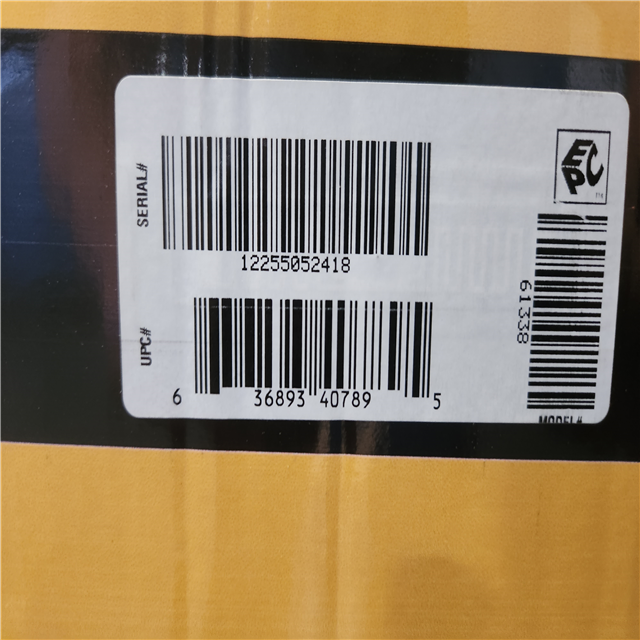 SERIAL#
12255052418
UPC#
6 36893 40789 5
EPC
61338
MODEL#